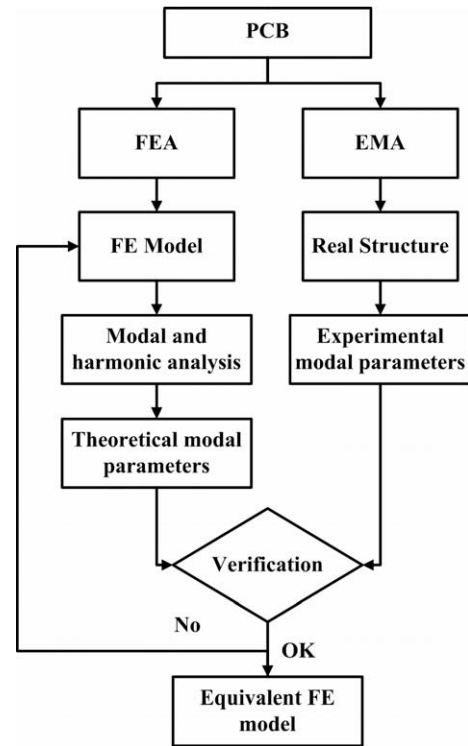 PCB
FEA
EMA
FE Model
Real Structure
Modal and
harmonic analysis
Experimental
modal parameters
Theoretical modal
parameters
Verification
No
OK
Equivalent FE
model